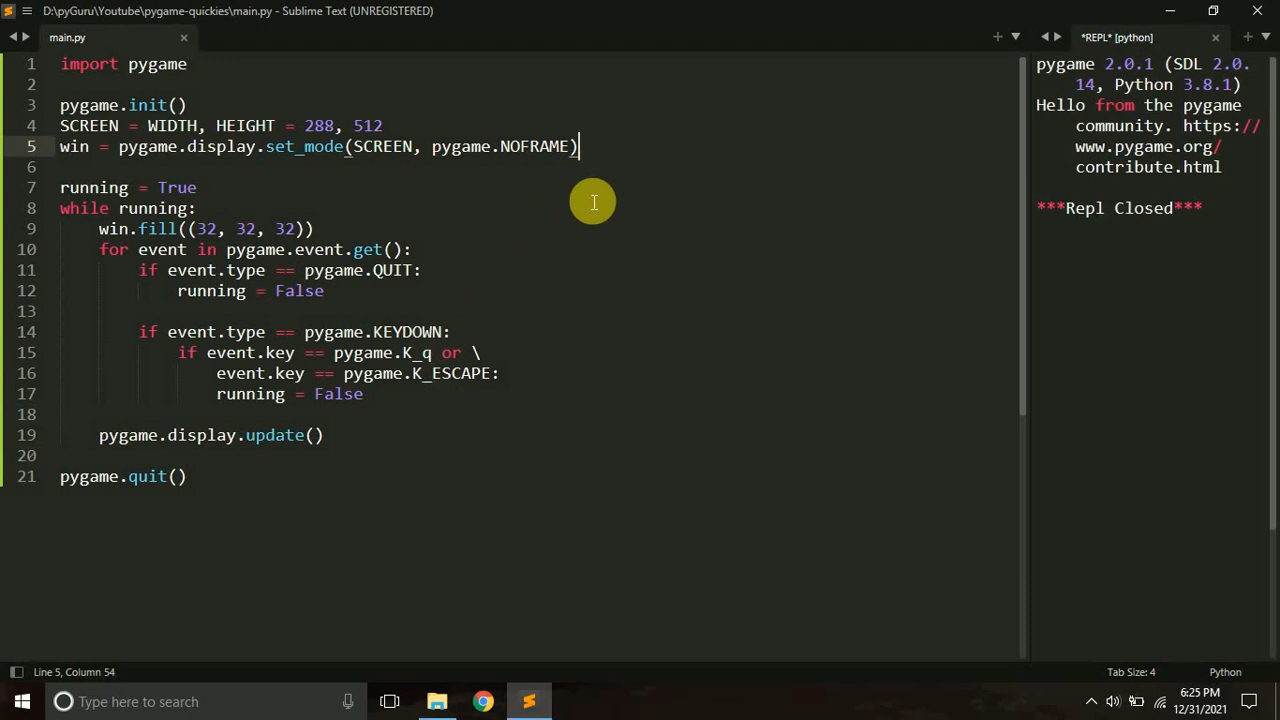 D:\pyGuru\Youtube\pygame-quickies\main.py - Sublime Text (UNREGISTERED)
main.py
1 import pygame
2
3 pygame.init()
4 SCREEN = WIDTH, HEIGHT = 288, 512
5 win = pygame.display.set_mode(SCREEN, pygame.NOFRAME)
6
7 running = True
8 while running:
9     win.fill((32, 32, 32))
10     for event in pygame.event.get():
11         if event.type == pygame.QUIT:
12             running = False
13
14         if event.type == pygame.KEYDOWN:
15             if event.key == pygame.K_q or \
16                 event.key == pygame.K_ESCAPE:
17                 running = False
18
19     pygame.display.update()
20
21 pygame.quit()
*REPL* [python]
pygame 2.0.1 (SDL 2.0.
14, Python 3.8.1)
Hello from the pygame
community. https://
www.pygame.org/
contribute.html
***Repl Closed***
Line 5, Column 54
Tab Size: 4
Python
Type here to search
6:25 PM
12/31/2021